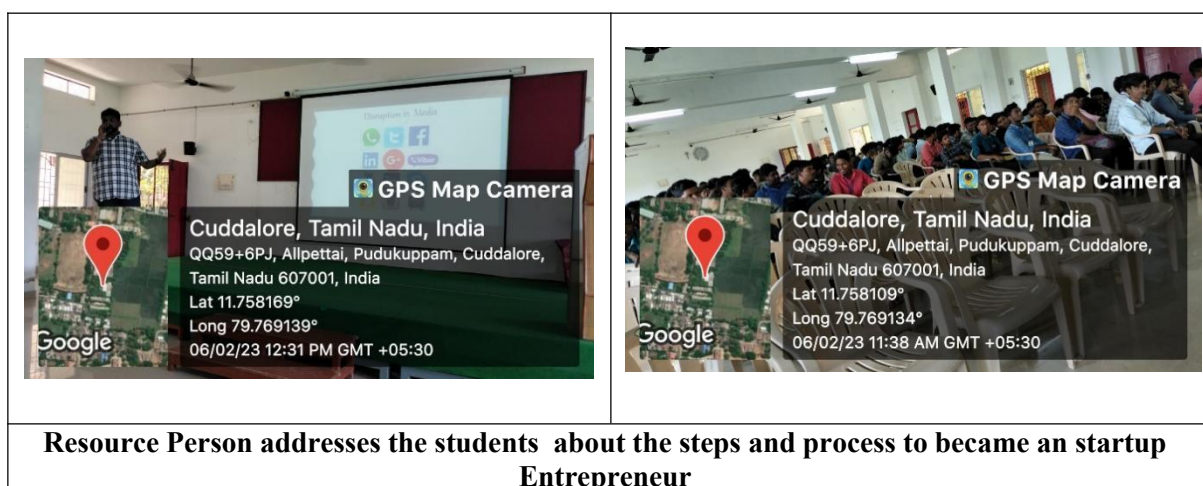 Disruption in Media
in G+ Viber
GPS Map Camera
Cuddalore, Tamil Nadu, India
QQ59+6PJ, Allpettai, Pudukuppam, Cuddalore,
Tamil Nadu 607001, India
Lat 11.758169°
Long 79.769139°
06/02/23 12:31 PM GMT +05:30
Google
GPS Map Camera
Cuddalore, Tamil Nadu, India
QQ59+6PJ, Allpettai, Pudukuppam, Cuddalore,
Tamil Nadu 607001, India
Lat 11.758109°
Long 79.769134°
06/02/23 11:38 AM GMT +05:30
Google
Resource Person addresses the students about the steps and process to became an startup
Entrepreneur